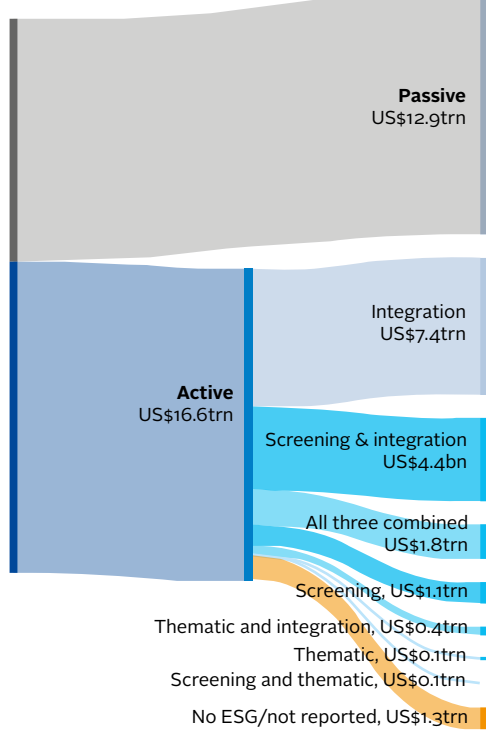 Passive
US$12.9trn
Integration
US$7.4trn
Active
US$16.6trn
Screening & integration
US$4.4bn
All three combined
US$1.8trn
Screening, US$1.1trn
Thematic and integration, US$0.4trn
Thematic, US$0.1trn
Screening and thematic, US$0.1trn
No ESG/not reported, US$1.3trn